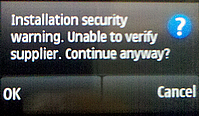 Installation security
warning. Unable to verify
supplier. Continue anyway?
OK Cancel